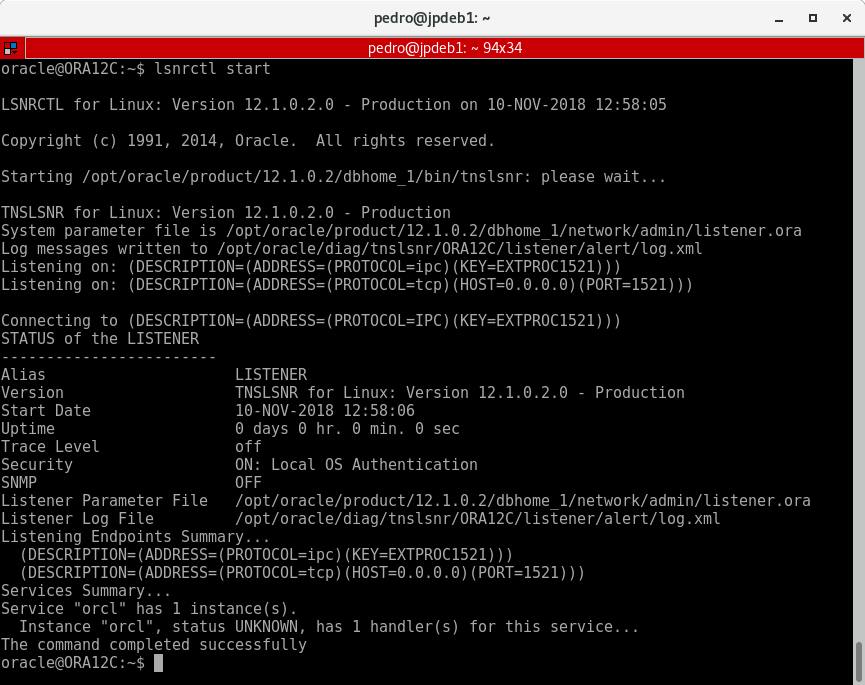 pedro@jpdeb1: ~
pedro@jpdeb1: ~ 94x34
oracle@ORA12C:~$ lsnrctl start
LSNRCTL for Linux: Version 12.1.0.2.0 - Production on 10-NOV-2018 12:58:05
Copyright (c) 1991, 2014, Oracle.  All rights reserved.
Starting /opt/oracle/product/12.1.0.2/dbhome_1/bin/tnslsnr: please wait...
TNSLSNR for Linux: Version 12.1.0.2.0 - Production
System parameter file is /opt/oracle/product/12.1.0.2/dbhome_1/network/admin/listener.ora
Log messages written to /opt/oracle/diag/tnslsnr/ORA12C/listener/alert/log.xml
Listening on: (DESCRIPTION=(ADDRESS=(PROTOCOL=ipc)(KEY=EXTPROC1521)))
Listening on: (DESCRIPTION=(ADDRESS=(PROTOCOL=tcp)(HOST=0.0.0.0)(PORT=1521)))
Connecting to (DESCRIPTION=(ADDRESS=(PROTOCOL=IPC)(KEY=EXTPROC1521)))
STATUS of the LISTENER
------------------------
Alias                     LISTENER
Version                   TNSLSNR for Linux: Version 12.1.0.2.0 - Production
Start Date                10-NOV-2018 12:58:06
Uptime                    0 days 0 hr. 0 min. 0 sec
Trace Level               off
Security                  ON: Local OS Authentication
SNMP                      OFF
Listener Parameter File   /opt/oracle/product/12.1.0.2/dbhome_1/network/admin/listener.ora
Listener Log File         /opt/oracle/diag/tnslsnr/ORA12C/listener/alert/log.xml
Listening Endpoints Summary...
  (DESCRIPTION=(ADDRESS=(PROTOCOL=ipc)(KEY=EXTPROC1521)))
  (DESCRIPTION=(ADDRESS=(PROTOCOL=tcp)(HOST=0.0.0.0)(PORT=1521)))
Services Summary...
Service "orcl" has 1 instance(s).
  Instance "orcl", status UNKNOWN, has 1 handler(s) for this service...
The command completed successfully
oracle@ORA12C:~$